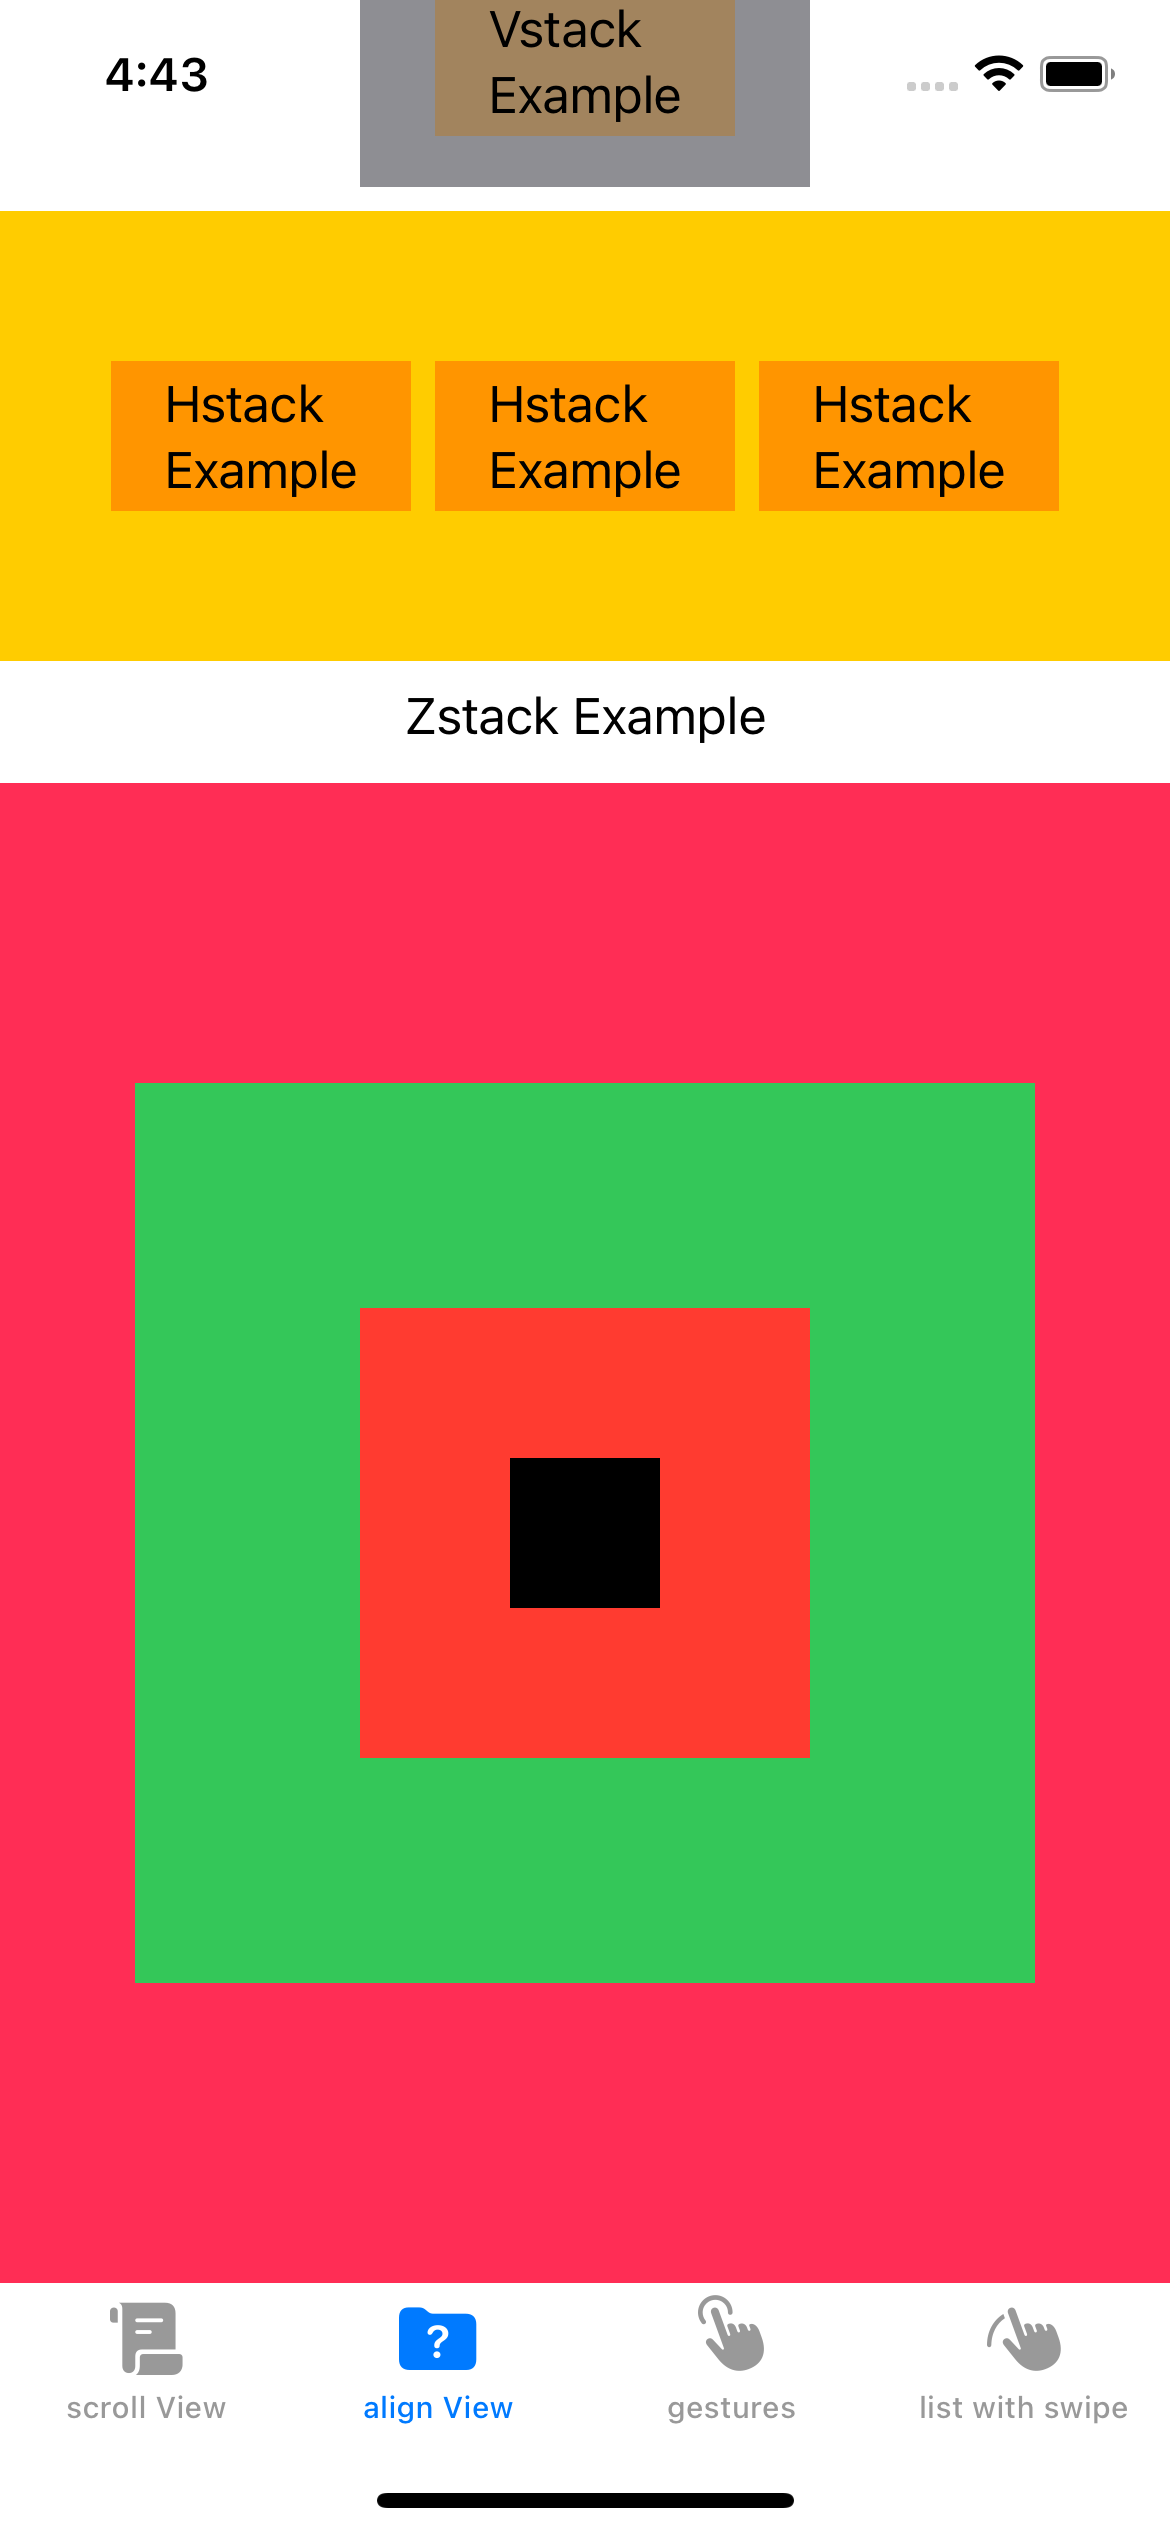 Vstack
Example
4:43
Hstack Hstack Hstack
Example Example Example
Zstack Example
?
scroll View align View gestures list with swipe